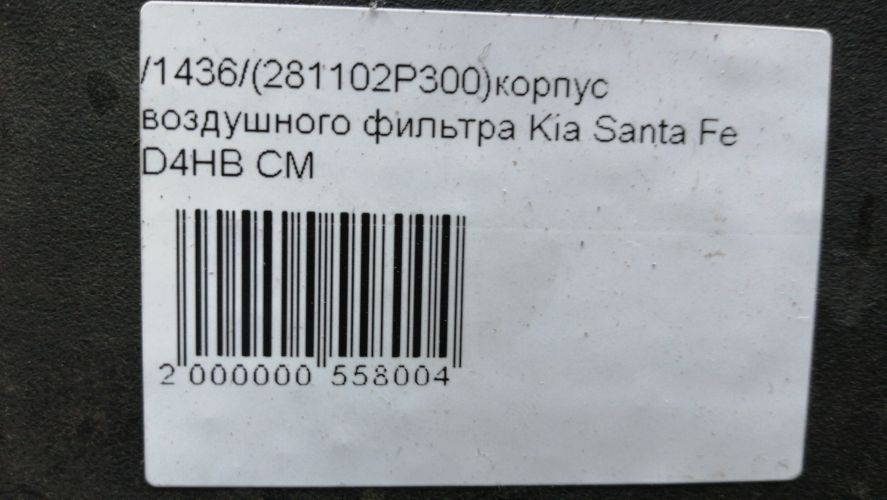 /1436/(281102P300)корпус
воздушного фильтра Kia Santa Fe
D4HB CM
2 000000 558004